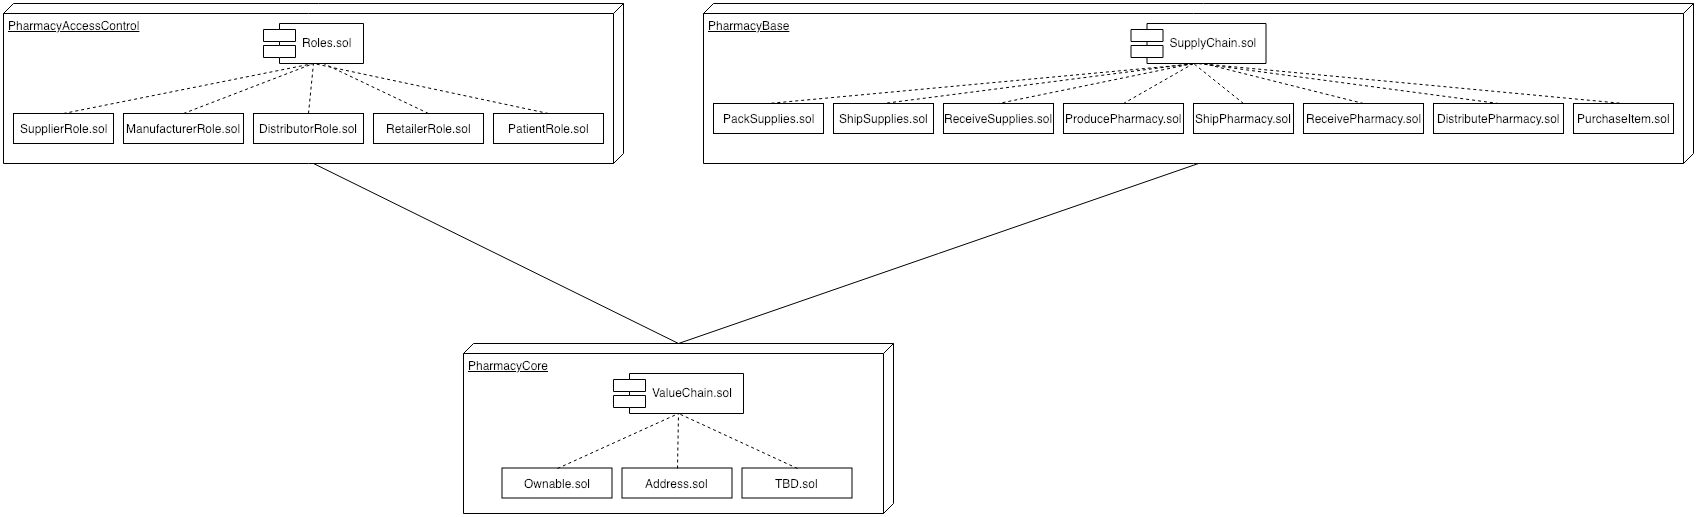 PharmacyAccessControl
Roles.sol
SupplierRole.sol
ManufacturerRole.sol
DistributorRole.sol
RetailerRole.sol
PatientRole.sol
PharmacyBase
SupplyChain.sol
PackSupplies.sol
ShipSupplies.sol
ReceiveSupplies.sol
ProducePharmacy.sol
ShipPharmacy.sol
ReceivePharmacy.sol
DistributePharmacy.sol
PurchaseItem.sol
PharmacyCore
ValueChain.sol
Ownable.sol
Address.sol
TBD.sol